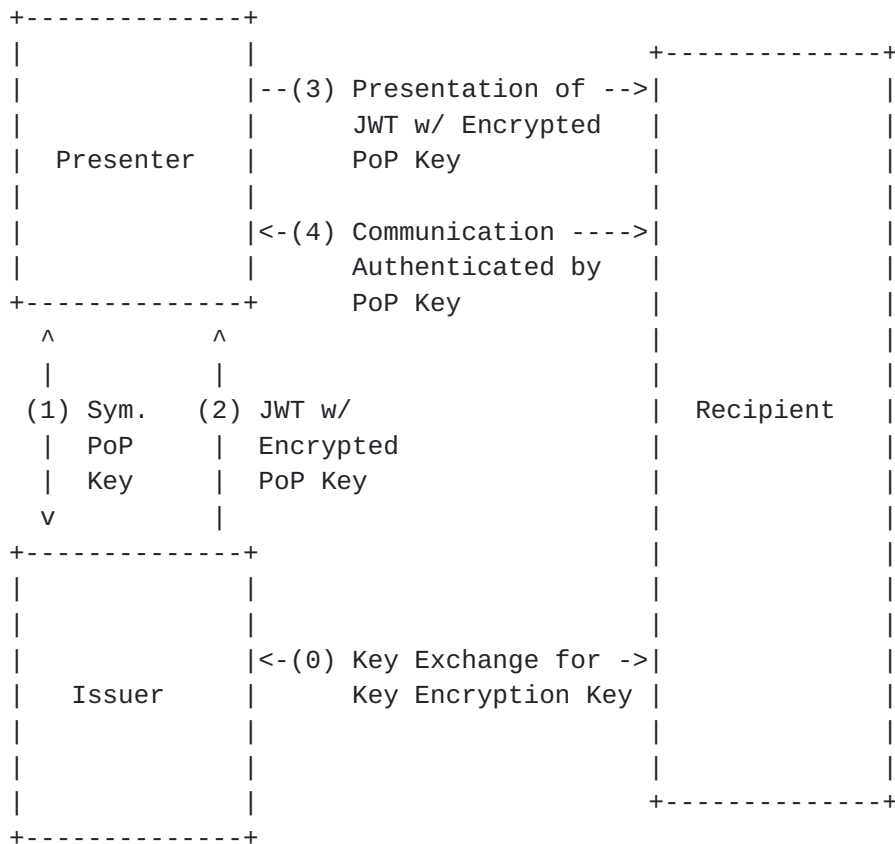 --(3) Presentation of -->
JWT w/ Encrypted
Presenter PoP Key
<-(4) Communication ---->
Authenticated by
PoP Key
(1) Sym. (2) JWT w/ Recipient
PoP Encrypted
Key PoP Key
<-(0) Key Exchange for ->
Issuer Key Encryption Key